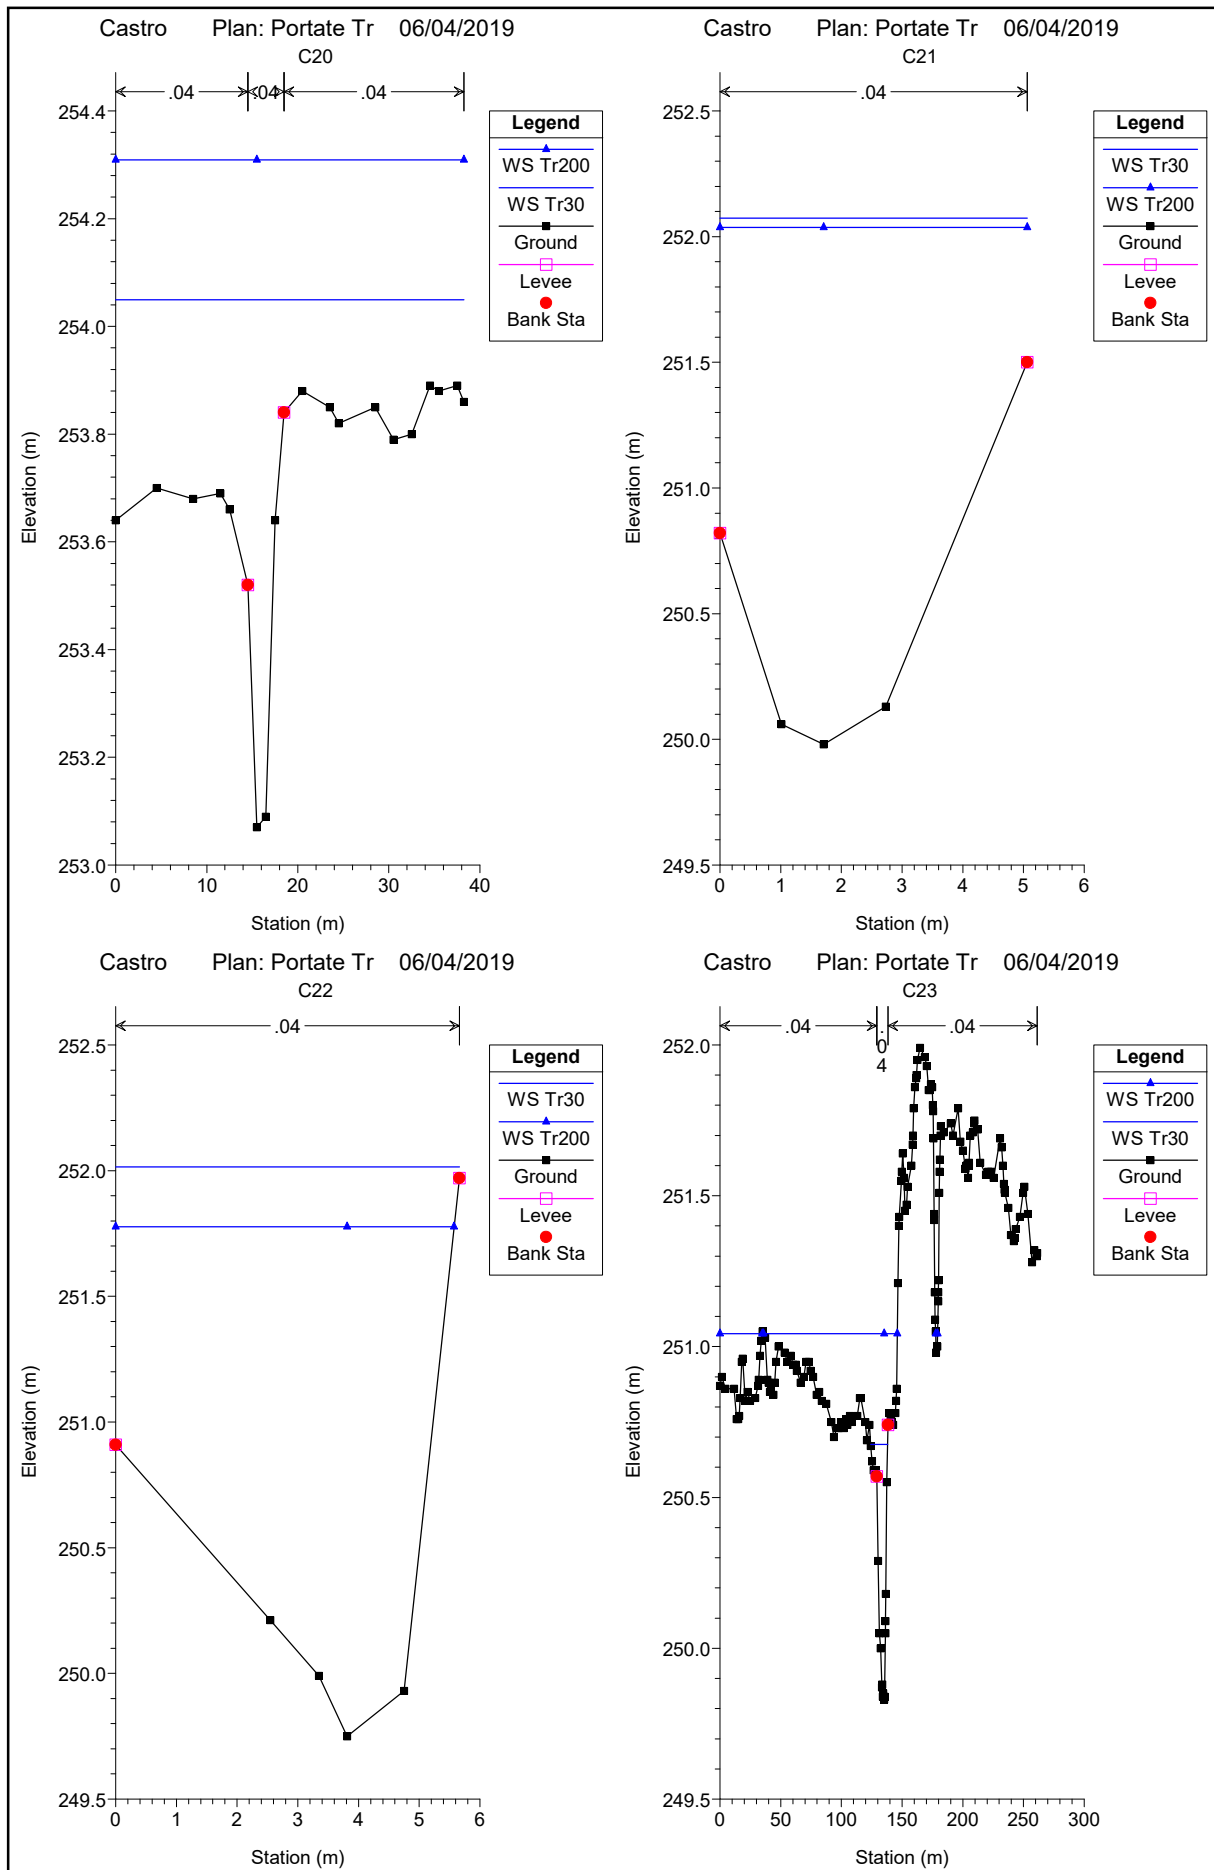 Castro Plan: Portate Tr 06/04/2019
C20
.04 .04 .04
254.4
254.2
254.0
253.8
253.6
253.4
253.2
253.0
0 10 20 30 40
Station (m)
Elevation (m)
Legend
WS Tr200
WS Tr30
Ground
Levee
Bank Sta
Castro Plan: Portate Tr 06/04/2019
C21
.04
252.5
252.0
251.5
251.0
250.5
250.0
249.5
0 1 2 3 4 5 6
Station (m)
Elevation (m)
Legend
WS Tr30
WS Tr200
Ground
Levee
Bank Sta
Castro Plan: Portate Tr 06/04/2019
C22
.04
252.5
252.0
251.5
251.0
250.5
250.0
249.5
0 1 2 3 4 5 6
Station (m)
Elevation (m)
Legend
WS Tr30
WS Tr200
Ground
Levee
Bank Sta
Castro Plan: Portate Tr 06/04/2019
C23
.04 .04 .04
252.0
251.5
251.0
250.5
250.0
249.5
0 50 100 150 200 250 300
Station (m)
Elevation (m)
Legend
WS Tr200
WS Tr30
Ground
Levee
Bank Sta